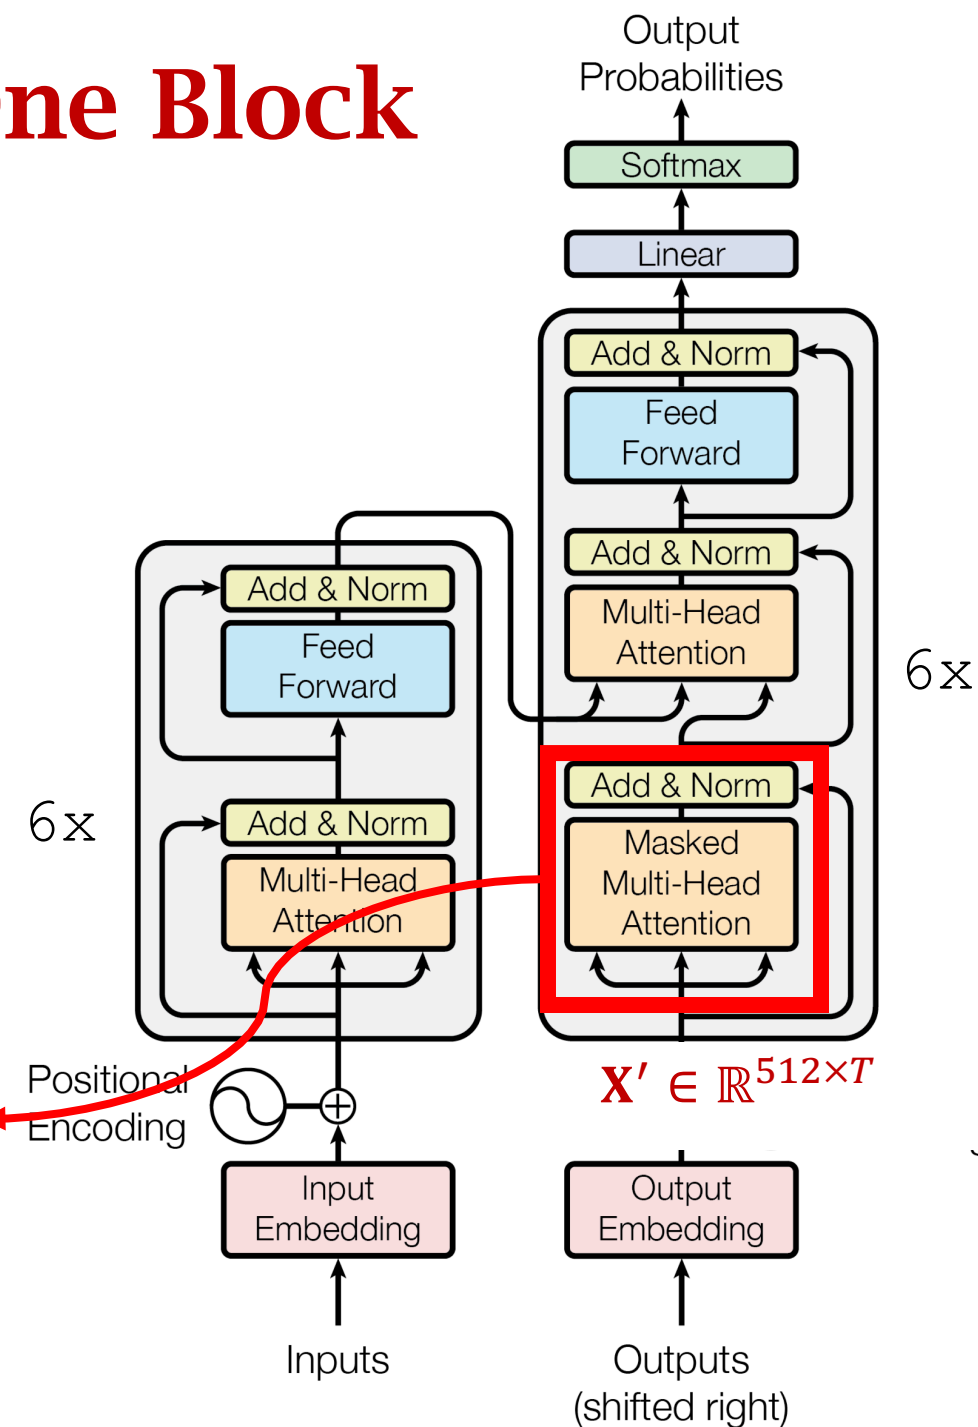 ne Block
Output
Probabilities
Softmax
Linear
Add & Norm
Feed
Forward
Add & Norm
Multi-Head
Attention
6x
Add & Norm
Masked
Multi-Head
Attention
Add & Norm
Feed
Forward
6x
Add & Norm
Multi-Head
Attention
Positional
Encoding
X′ ∈ ℝ^{512×T}
Input
Embedding
Output
Embedding
Inputs
Outputs
(shifted right)